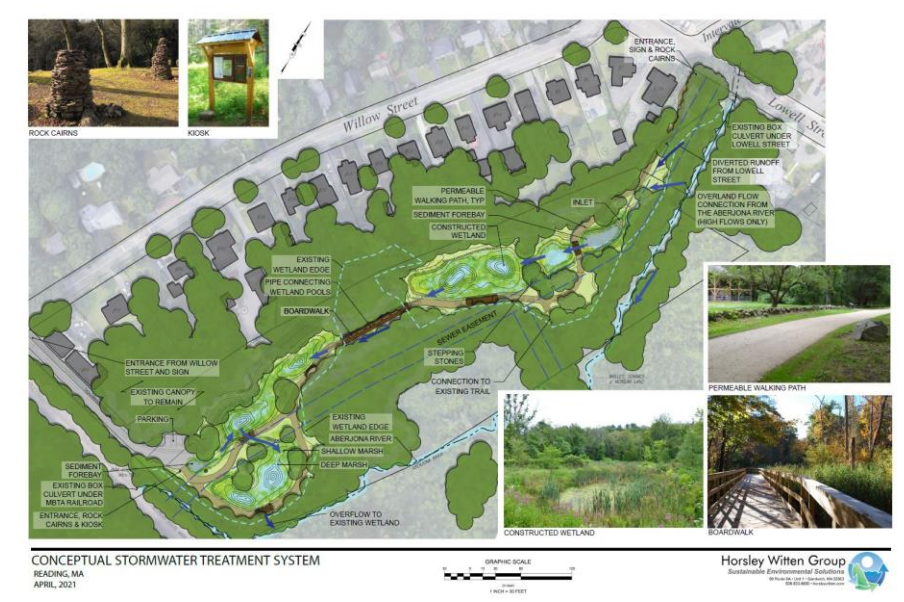 ROCK CAIRNS
KIOSK
Willow Street
ENTRANCE,
SIGN & ROCK
CAIRNS
Lowell
EXISTING BOX
CULVERT UNDER
LOWELL STREET
DIVERTED RUNOFF
FROM LOWELL
STREET
OVERLAND FLOW
CONNECTION FROM
THE ABERJONA RIVER
(HIGH FLOWS ONLY)
PERMEABLE
WALKING PATH, TYP
INLET
SEDIMENT FOREBAY
CONSTRUCTED
WETLAND
EXISTING
WETLAND EDGE
PIPE CONNECTING
WETLAND POOLS
BOARDWALK
SEWER EASEMENT
STEPPING
STONES
CONNECTION TO
EXISTING TRAIL
ENTRANCE FROM WILLOW
STREET AND SIGN
EXISTING CANOPY
TO REMAIN
PARKING
EXISTING
WETLAND EDGE
ABERJONA RIVER
SHALLOW MARSH
DEEP MARSH
SEDIMENT
FOREBAY
EXISTING BOX
CULVERT UNDER
MBTA RAILROAD
ENTRANCE, ROCK
CAIRNS & KIOSK
OVERFLOW TO
EXISTING WETLAND
PERMEABLE WALKING PATH
CONSTRUCTED WETLAND
BOARDWALK
CONCEPTUAL STORMWATER TREATMENT SYSTEM
READING, MA
APRIL, 2021
GRAPHIC SCALE
1 INCH = 30 FEET
Horsley Witten Group
Sustainable Environmental Solutions